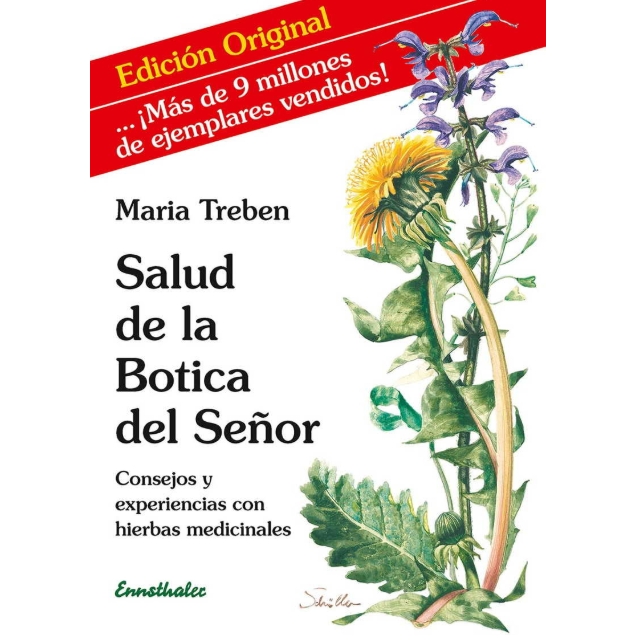 Edición Original
... ¡Más de 9 millones
de ejemplares vendidos!
Maria Treben
Salud
de la
Botica
del Señor
Consejos y
experiencias con
hierbas medicinales
Ennsthaler